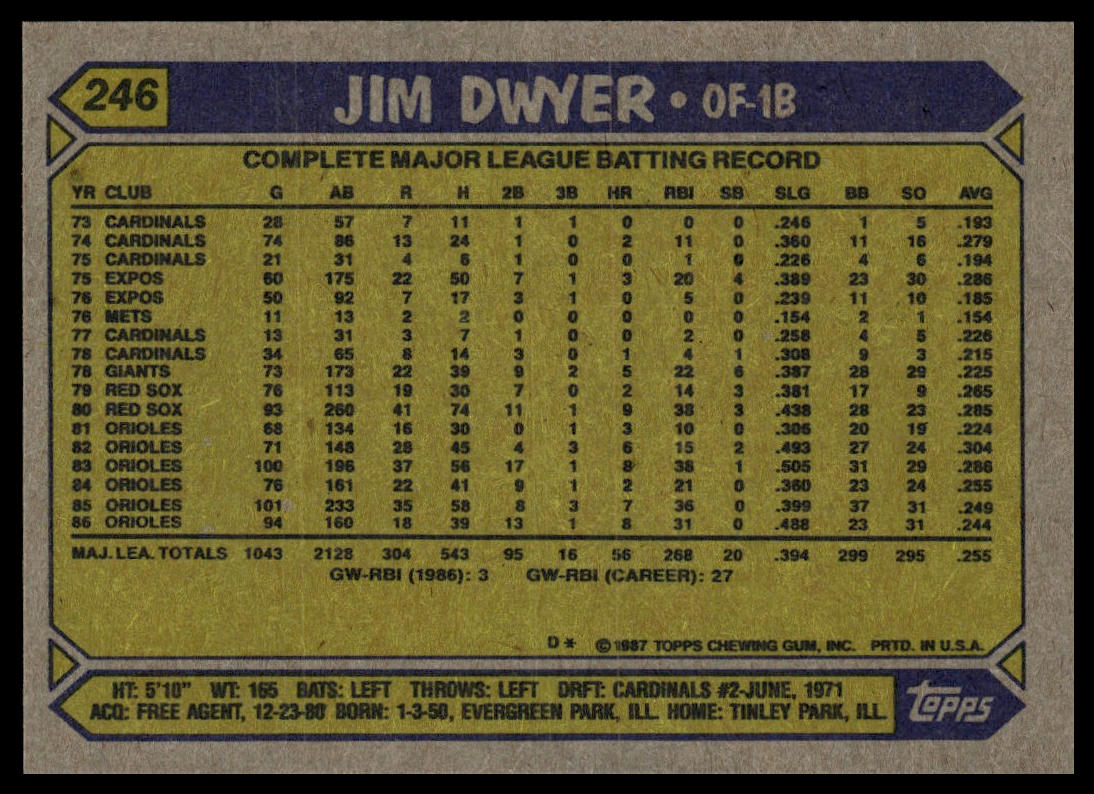 246
JIM DWYER • OF-1B
COMPLETE MAJOR LEAGUE BATTING RECORD
YR CLUB G AB R H 2B 3B HR RBI SB SLG BB SO AVG
73 CARDINALS 28 57 7 11 1 1 0 0 0 .246 1 5 .193
74 CARDINALS 74 86 13 24 1 0 2 11 0 .360 11 16 .279
75 CARDINALS 21 31 4 6 1 0 0 1 0 .226 4 6 .194
75 EXPOS 60 175 22 50 7 1 3 20 4 .389 23 30 .286
76 EXPOS 50 92 7 17 3 1 0 5 0 .239 11 10 .185
76 METS 11 13 2 2 0 0 0 0 0 .154 2 1 .154
77 CARDINALS 13 31 3 7 1 0 0 2 0 .258 4 5 .226
78 CARDINALS 34 65 8 14 3 0 1 4 1 .308 9 3 .215
78 GIANTS 73 173 22 39 9 2 5 22 6 .387 28 29 .225
79 RED SOX 76 113 19 30 7 0 2 14 3 .381 17 9 .265
80 RED SOX 93 260 41 74 11 1 9 38 3 .438 28 23 .285
81 ORIOLES 68 134 16 30 0 1 3 10 0 .306 20 19 .224
82 ORIOLES 71 148 28 45 4 3 6 15 2 .493 27 24 .304
83 ORIOLES 100 196 37 56 17 1 8 38 1 .505 31 29 .286
84 ORIOLES 76 161 22 41 9 1 2 21 0 .360 23 24 .255
85 ORIOLES 101 233 35 58 8 3 7 36 0 .399 37 31 .249
86 ORIOLES 94 160 18 39 13 1 8 31 0 .488 23 31 .244
MAJ. LEA. TOTALS 1043 2128 304 543 95 16 56 268 20 .394 299 295 .255
GW-RBI (1986): 3 GW-RBI (CAREER): 27
D* ©1987 TOPPS CHEWING GUM, INC. PRTD. IN U.S.A.
HT: 5'10" WT: 165 BATS: LEFT THROWS: LEFT DRFT: CARDINALS #2-JUNE, 1971
ACQ: FREE AGENT, 12-23-80 BORN: 1-3-50, EVERGREEN PARK, ILL. HOME: TINLEY PARK, ILL.
topps